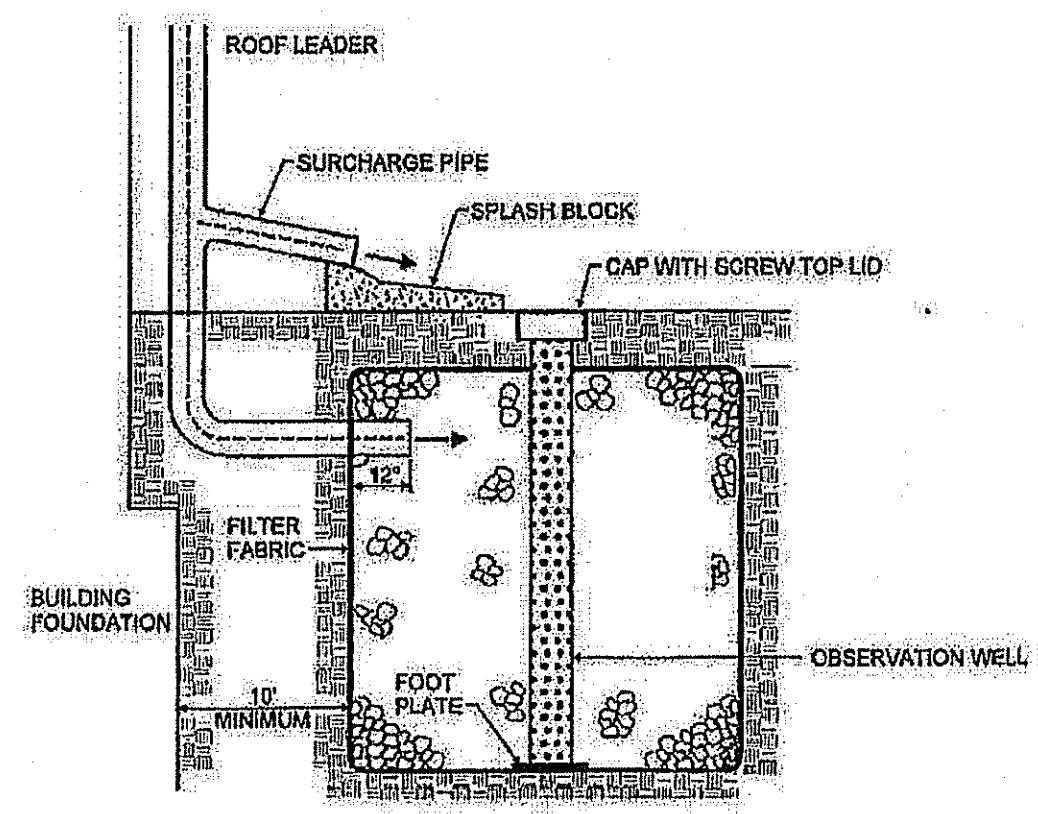 ROOF LEADER
SURCHARGE PIPE
SPLASH BLOCK
CAP WITH SCREW TOP LID
12"
FILTER
FABRIC
BUILDING
FOUNDATION
OBSERVATION WELL
FOOT
PLATE
10'
MINIMUM